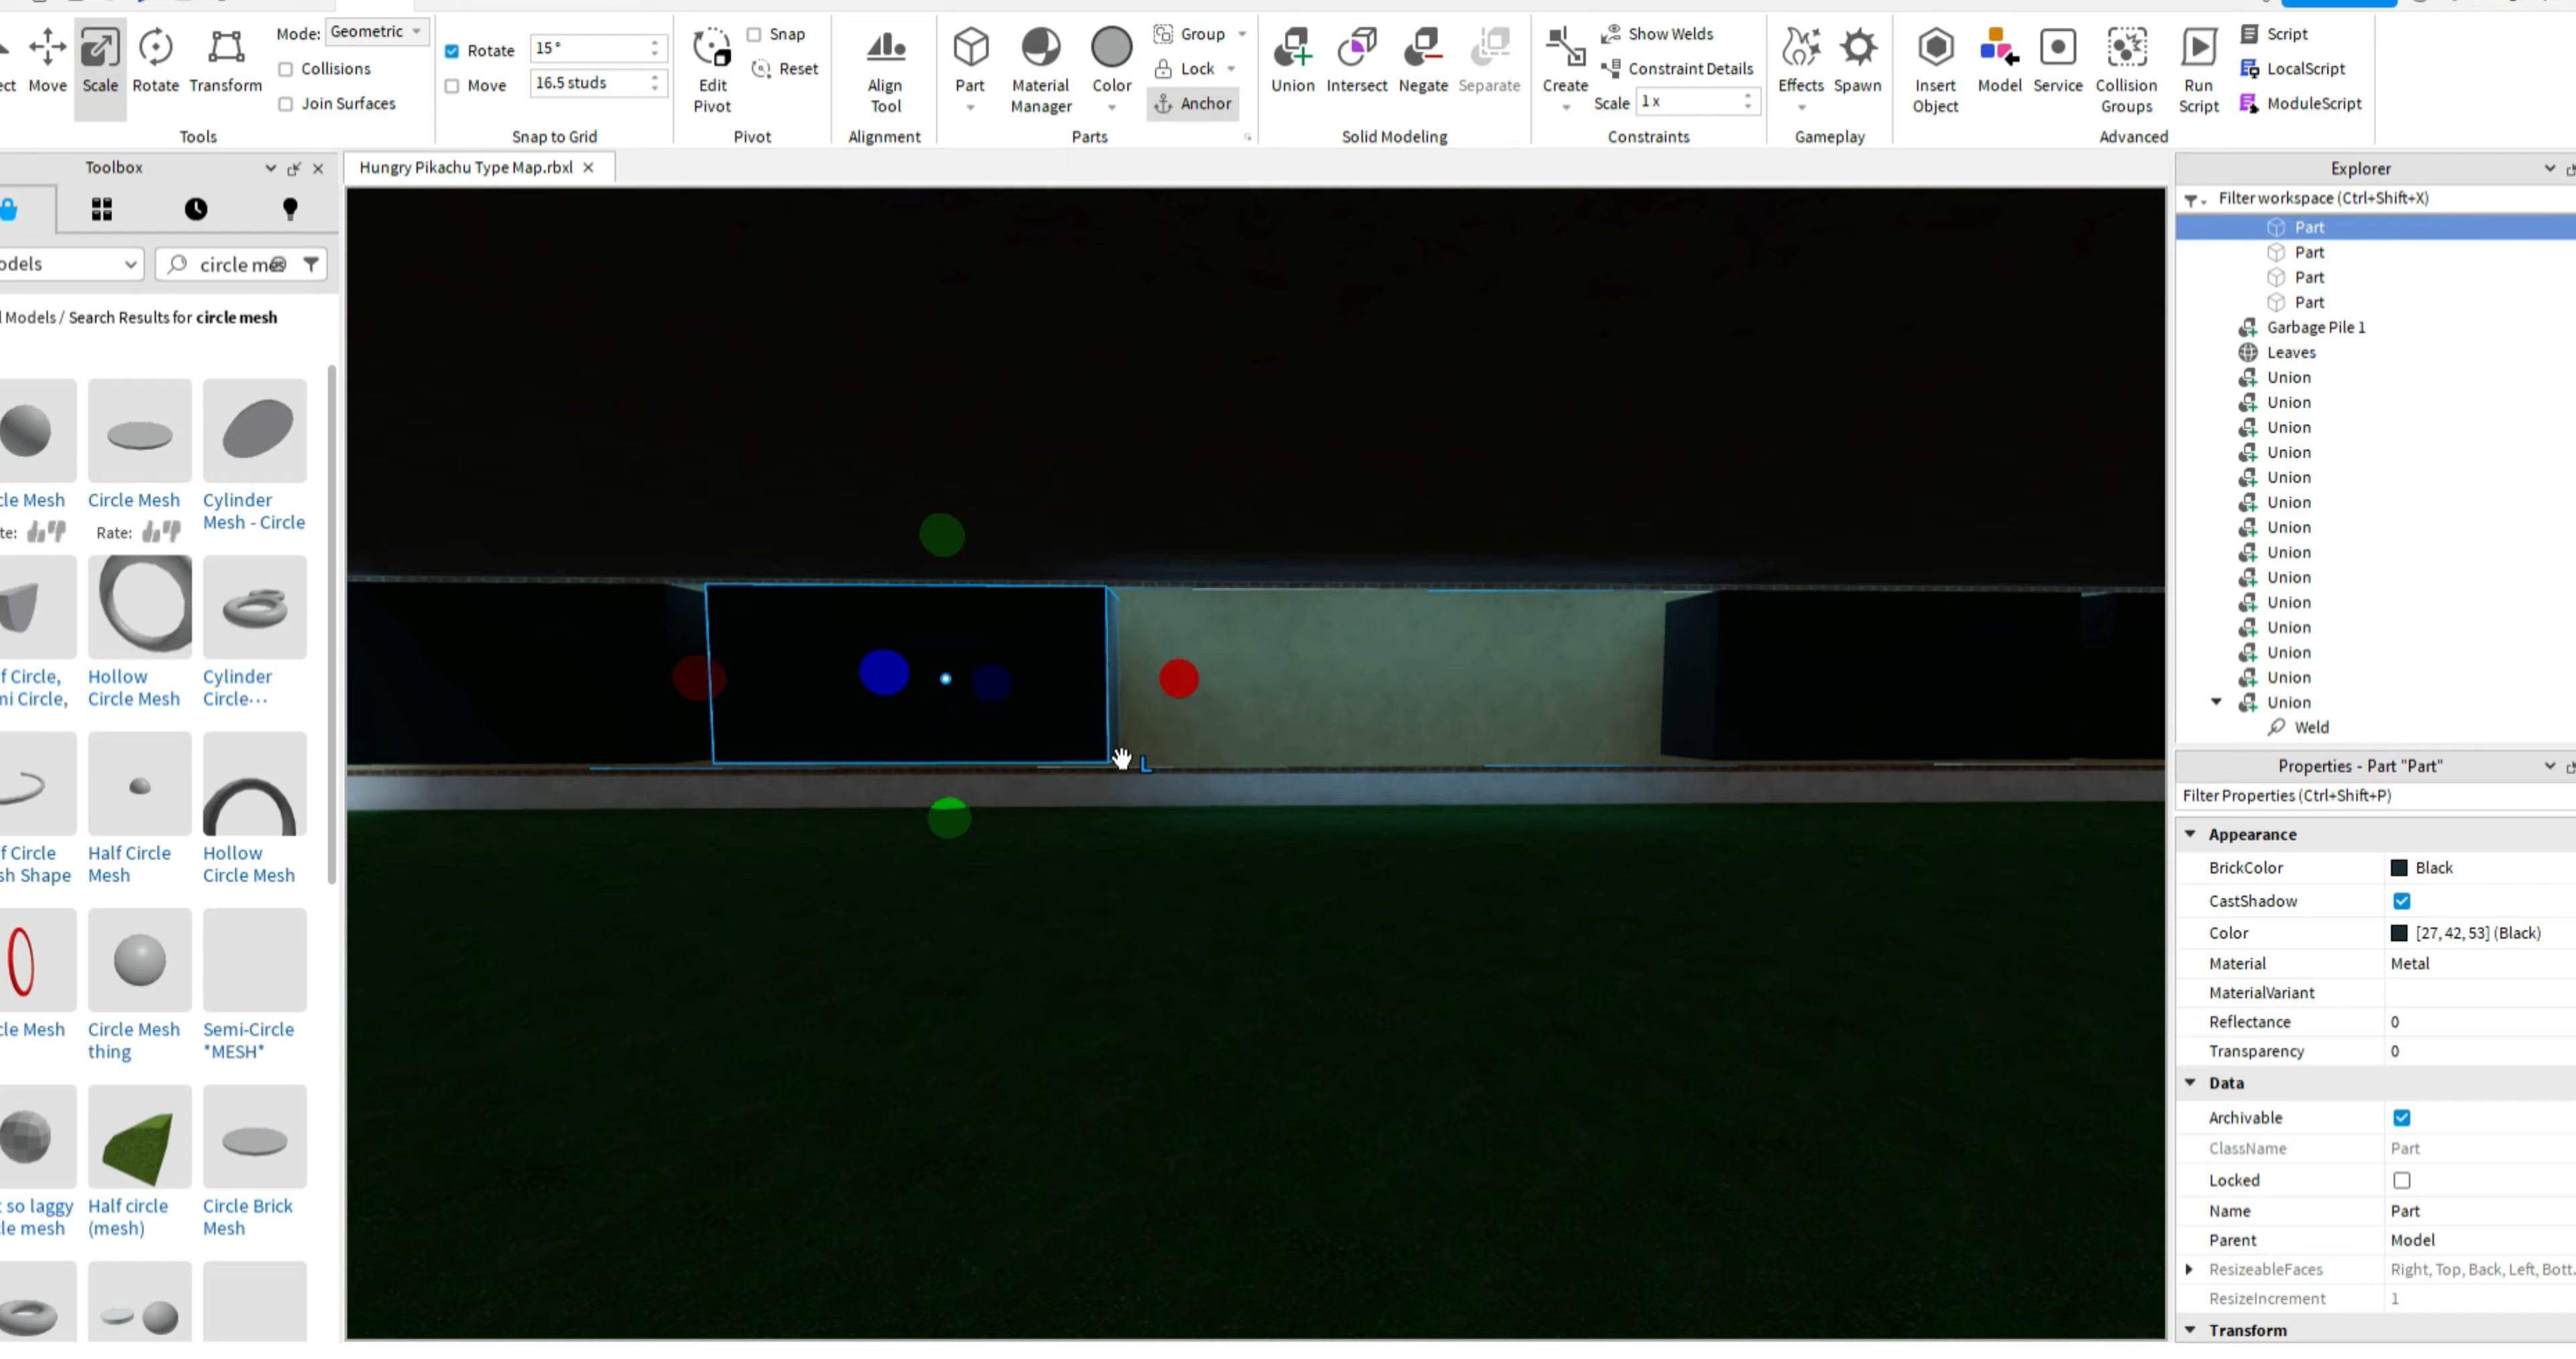 Mode: Geometric
Rotate 15°
Snap
Group
Show Welds
Script
Collisions
Reset
Lock
Constraint Details
LocalScript
Move Scale Rotate Transform
Move 16.5 studs
Edit Pivot
Align Tool
Part Material Manager Color
Union Intersect Negate Separate
Create
Effects Spawn
Insert Object
Model Service Collision Groups
Run Script
Join Surfaces
Anchor
Scale 1x
ModuleScript
Tools
Snap to Grid
Pivot
Alignment
Parts
Solid Modeling
Constraints
Gameplay
Advanced
Toolbox
Hungry Pikachu Type Map.rbxl
Explorer
Filter workspace (Ctrl+Shift+X)
circle me
Models / Search Results for circle mesh
Circle Mesh
Cylinder Mesh - Circle
Rate:
Hollow Circle Mesh
Cylinder Circle...
Half Circle Mesh
Hollow Circle Mesh
Circle Mesh thing
Semi-Circle *MESH*
so laggy
Half circle (mesh)
Circle Brick Mesh
L
Part
Part
Part
Part
Garbage Pile 1
Leaves
Union
Union
Union
Union
Union
Union
Union
Union
Union
Union
Union
Union
Union
Union
Weld
Properties - Part "Part"
Filter Properties (Ctrl+Shift+P)
Appearance
BrickColor Black
CastShadow
Color [27, 42, 53] (Black)
Material Metal
MaterialVariant
Reflectance 0
Transparency 0
Data
Archivable
ClassName Part
Locked
Name Part
Parent Model
ResizeableFaces Right, Top, Back, Left, Bott...
ResizeIncrement 1
Transform